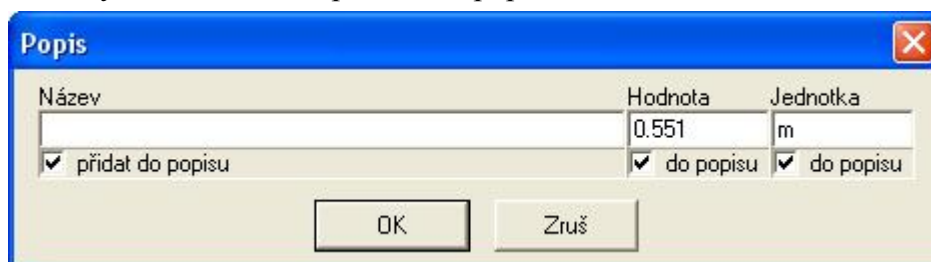 Popis
Název Hodnota Jednotka
0.551 m
přidat do popisu do popisu do popisu
OK Zruš